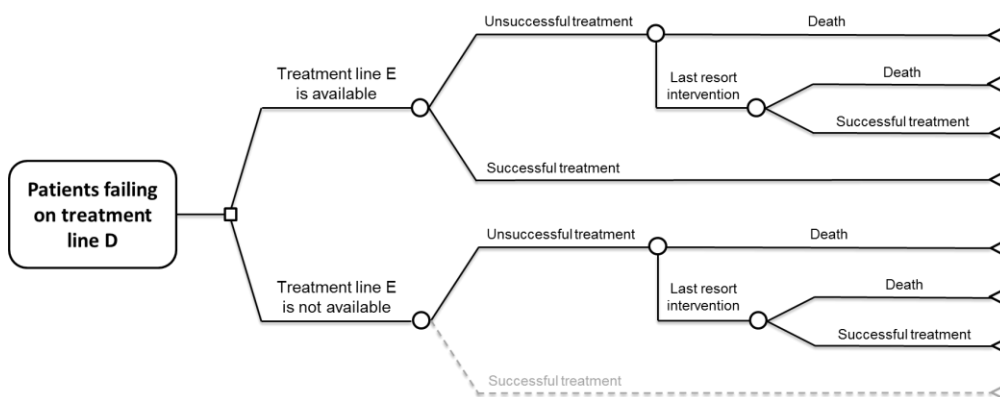 Unsuccessful treatment
Death
Treatment line E
is available
Last resort
intervention
Death
Successful treatment
Successful treatment
Patients failing
on treatment
line D
Unsuccessful treatment
Death
Treatment line E
is not available
Last resort
intervention
Death
Successful treatment
Successful treatment